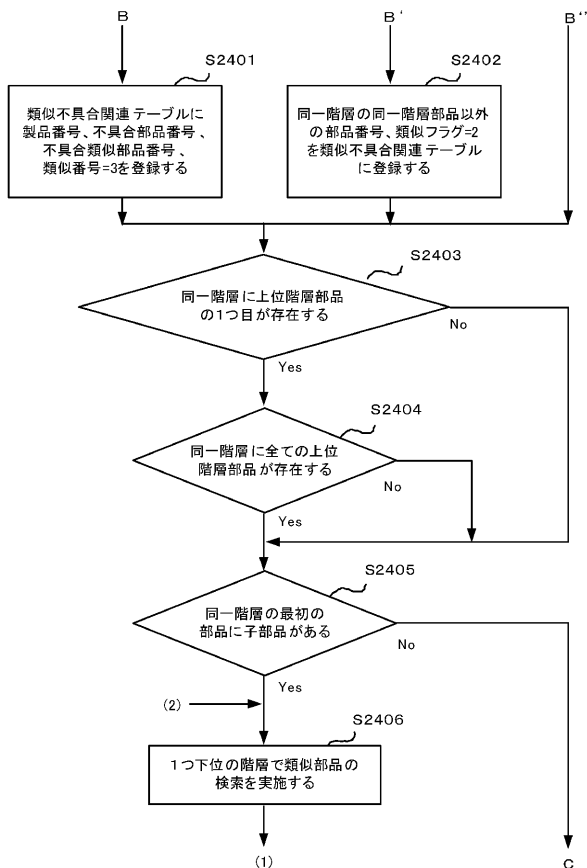 B
B'
B''
S2401
S2402
類似不具合関連テーブルに
製品番号、不具合部品番号、
不具合類似部品番号、
類似番号=3を登録する
同一階層の同一階層部品以外
の部品番号、類似フラグ=2
を類似不具合関連テーブル
に登録する
S2403
同一階層に上位階層部品
の1つ目が存在する
No
Yes
S2404
同一階層に全ての上位
階層部品が存在する
No
Yes
S2405
同一階層の最初の
部品に子部品がある
No
Yes
(2)
S2406
1つ下位の階層で類似部品の
検索を実施する
(1)
C